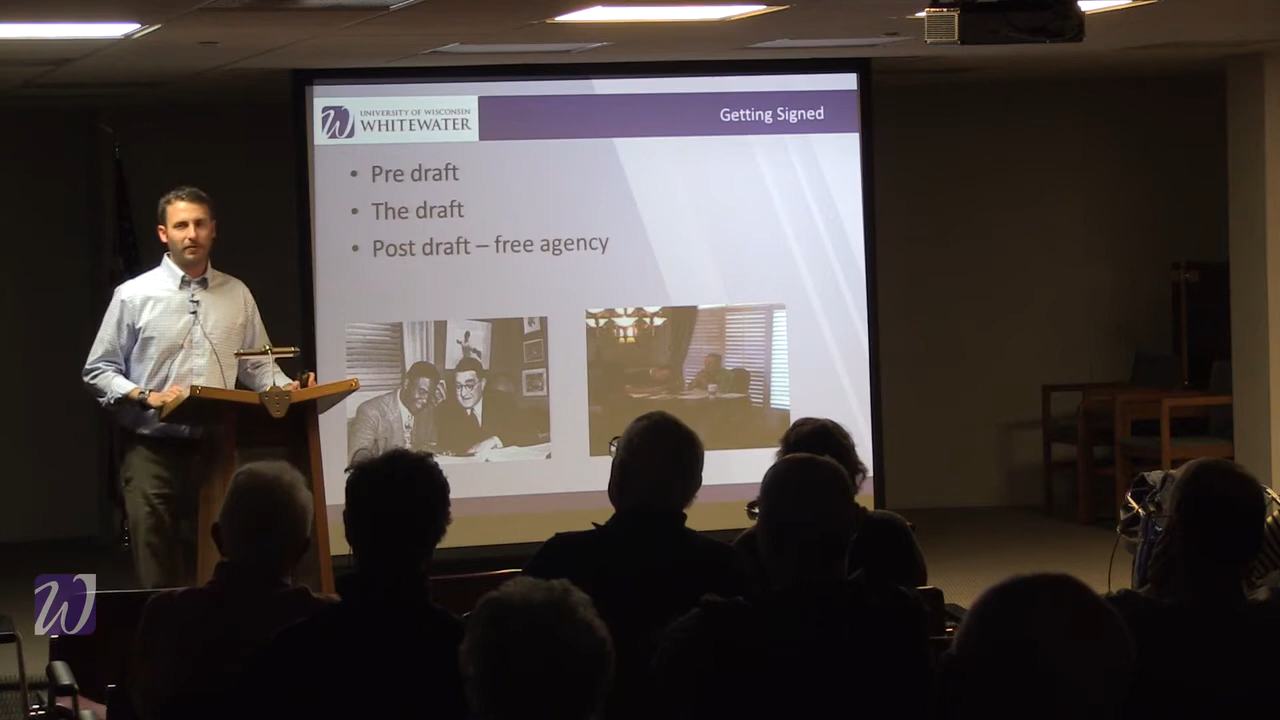 UNIVERSITY OF WISCONSIN
WHITEWATER
Getting Signed
• Pre draft
• The draft
• Post draft – free agency
W